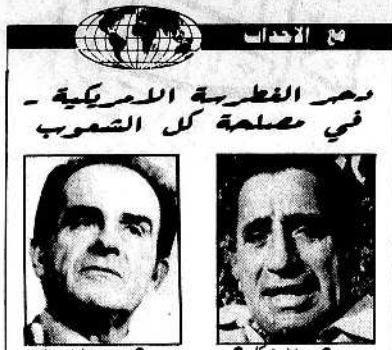 مع الاحداث
دحر الغطرسة الامريكية -
في مصلحة كل الشعوب